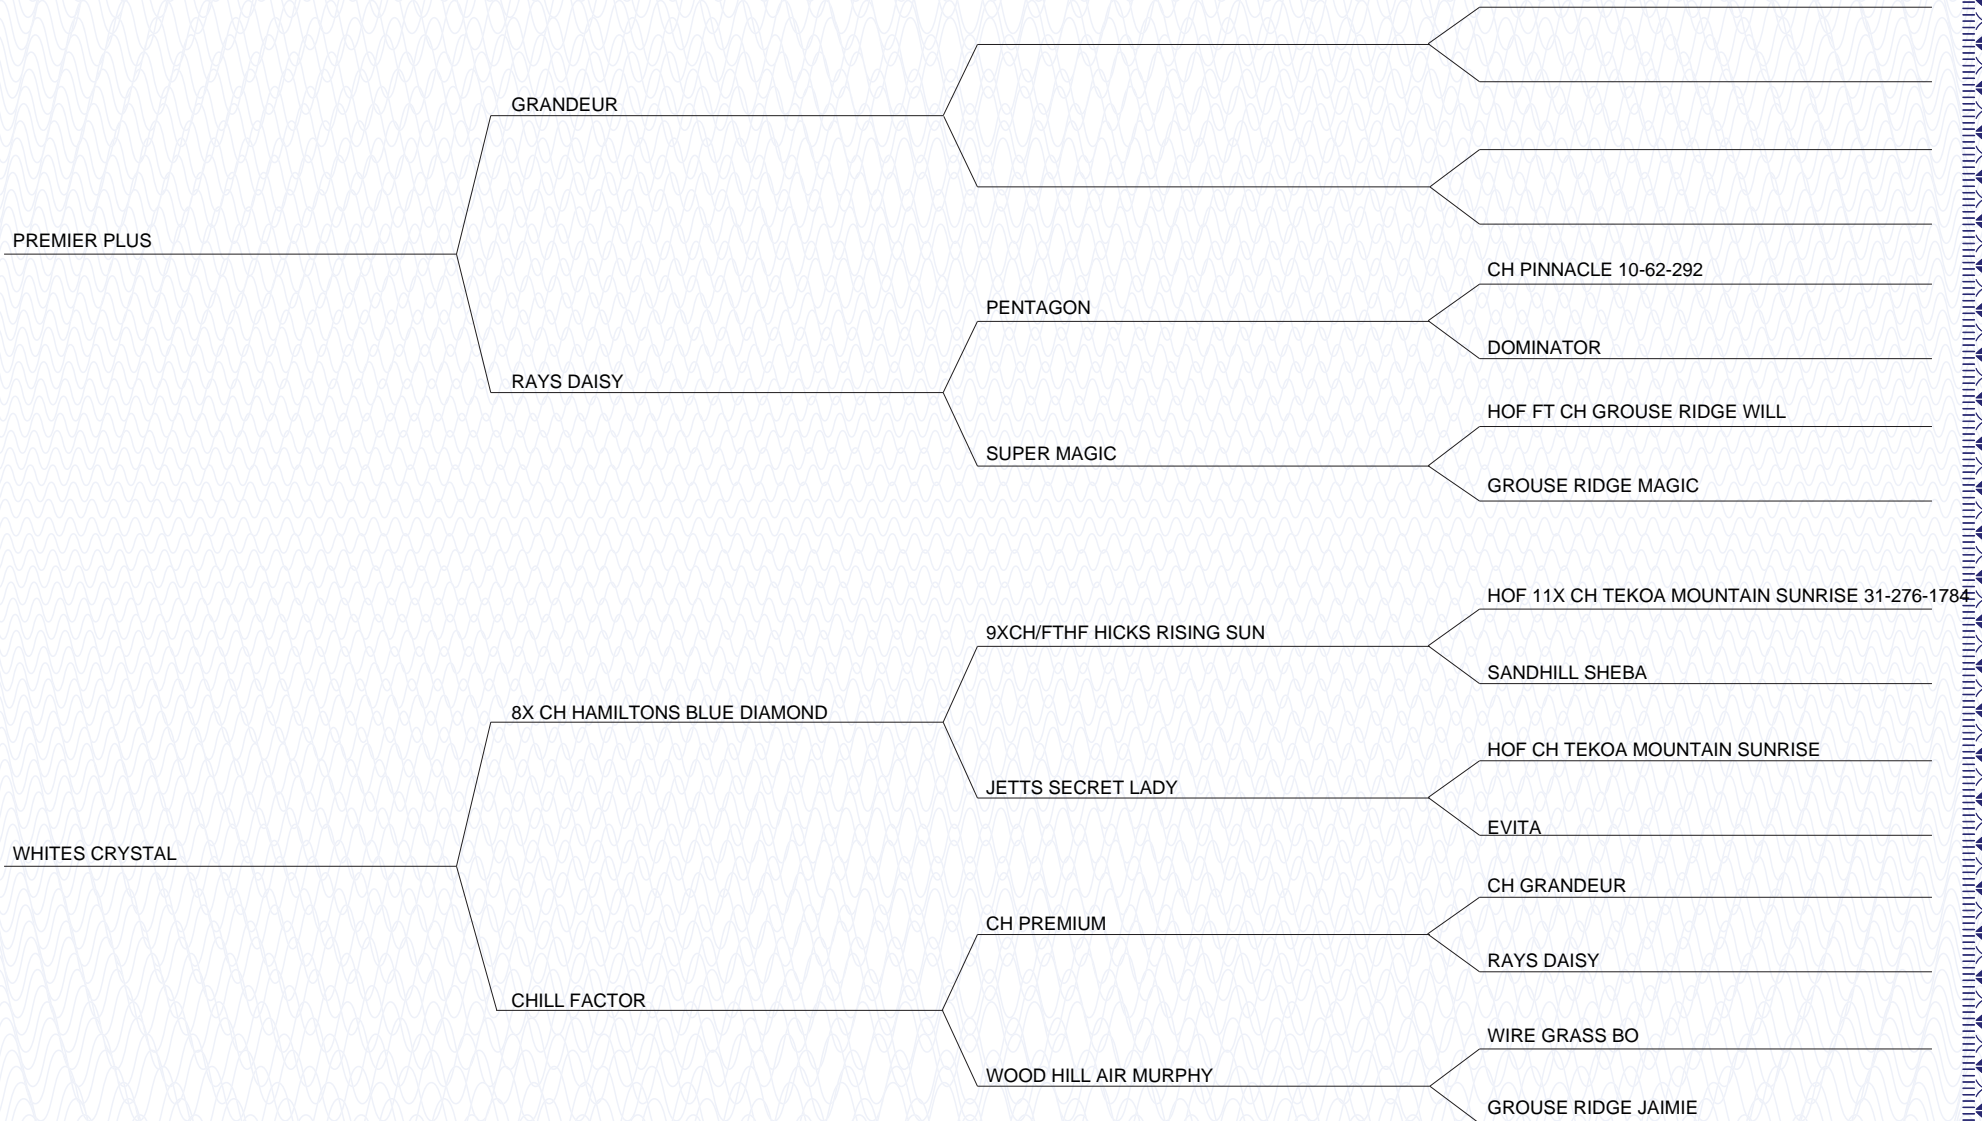 GRANDEUR
PREMIER PLUS
CH PINNACLE 10-62-292
PENTAGON
DOMINATOR
RAYS DAISY
HOF FT CH GROUSE RIDGE WILL
SUPER MAGIC
GROUSE RIDGE MAGIC
HOF 11X CH TEKOA MOUNTAIN SUNRISE 31-276-1784
9XCH/FTHF HICKS RISING SUN
SANDHILL SHEBA
8X CH HAMILTONS BLUE DIAMOND
HOF CH TEKOA MOUNTAIN SUNRISE
JETTS SECRET LADY
EVITA
WHITES CRYSTAL
CH GRANDEUR
CH PREMIUM
RAYS DAISY
CHILL FACTOR
WIRE GRASS BO
WOOD HILL AIR MURPHY
GROUSE RIDGE JAIMIE